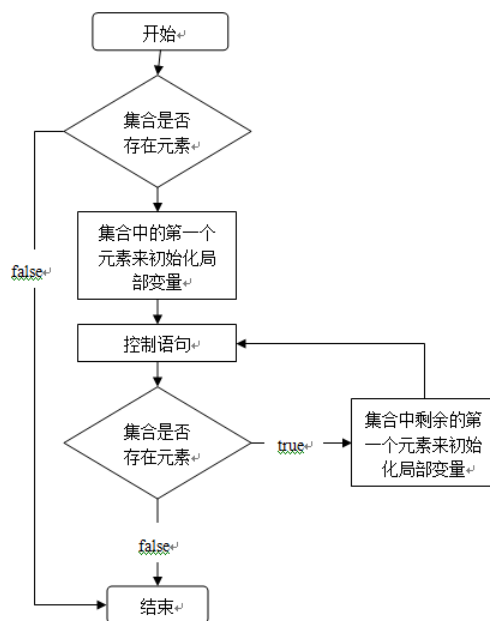 开始
集合是否
存在元素
集合中的第一个
元素来初始化局
部变量
false
控制语句
集合是否
存在元素
true
集合中剩余的第
一个元素来初始
化局部变量
false
结束